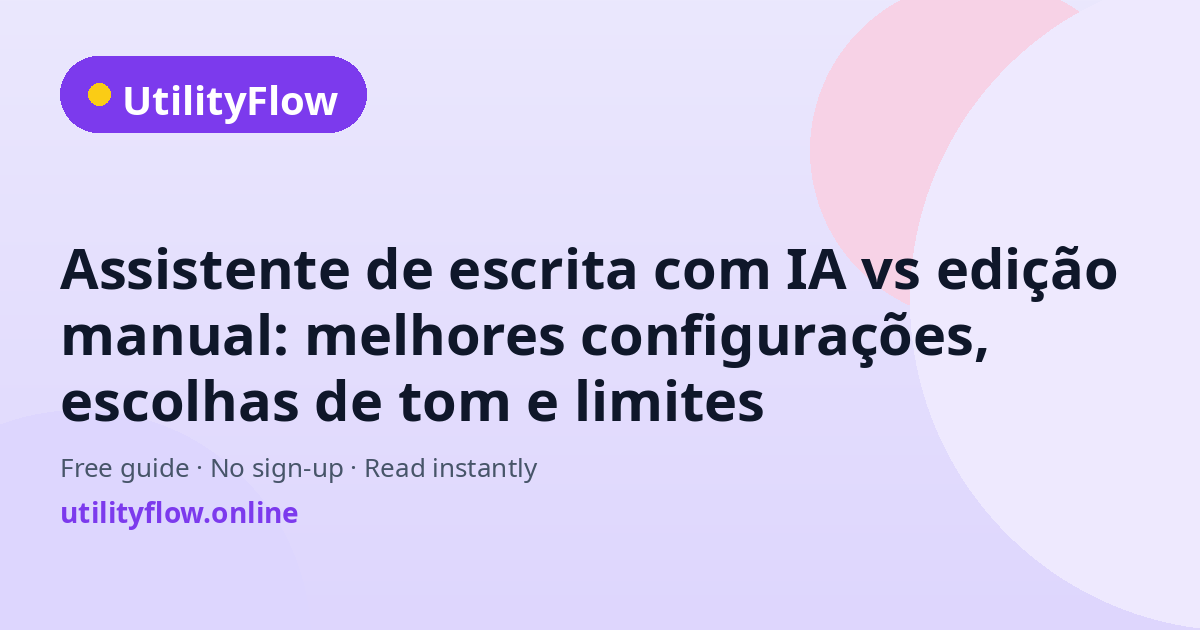 UtilityFlow
Assistente de escrita com IA vs edição
manual: melhores configurações,
escolhas de tom e limites
Free guide · No sign-up · Read instantly
utilityflow.online